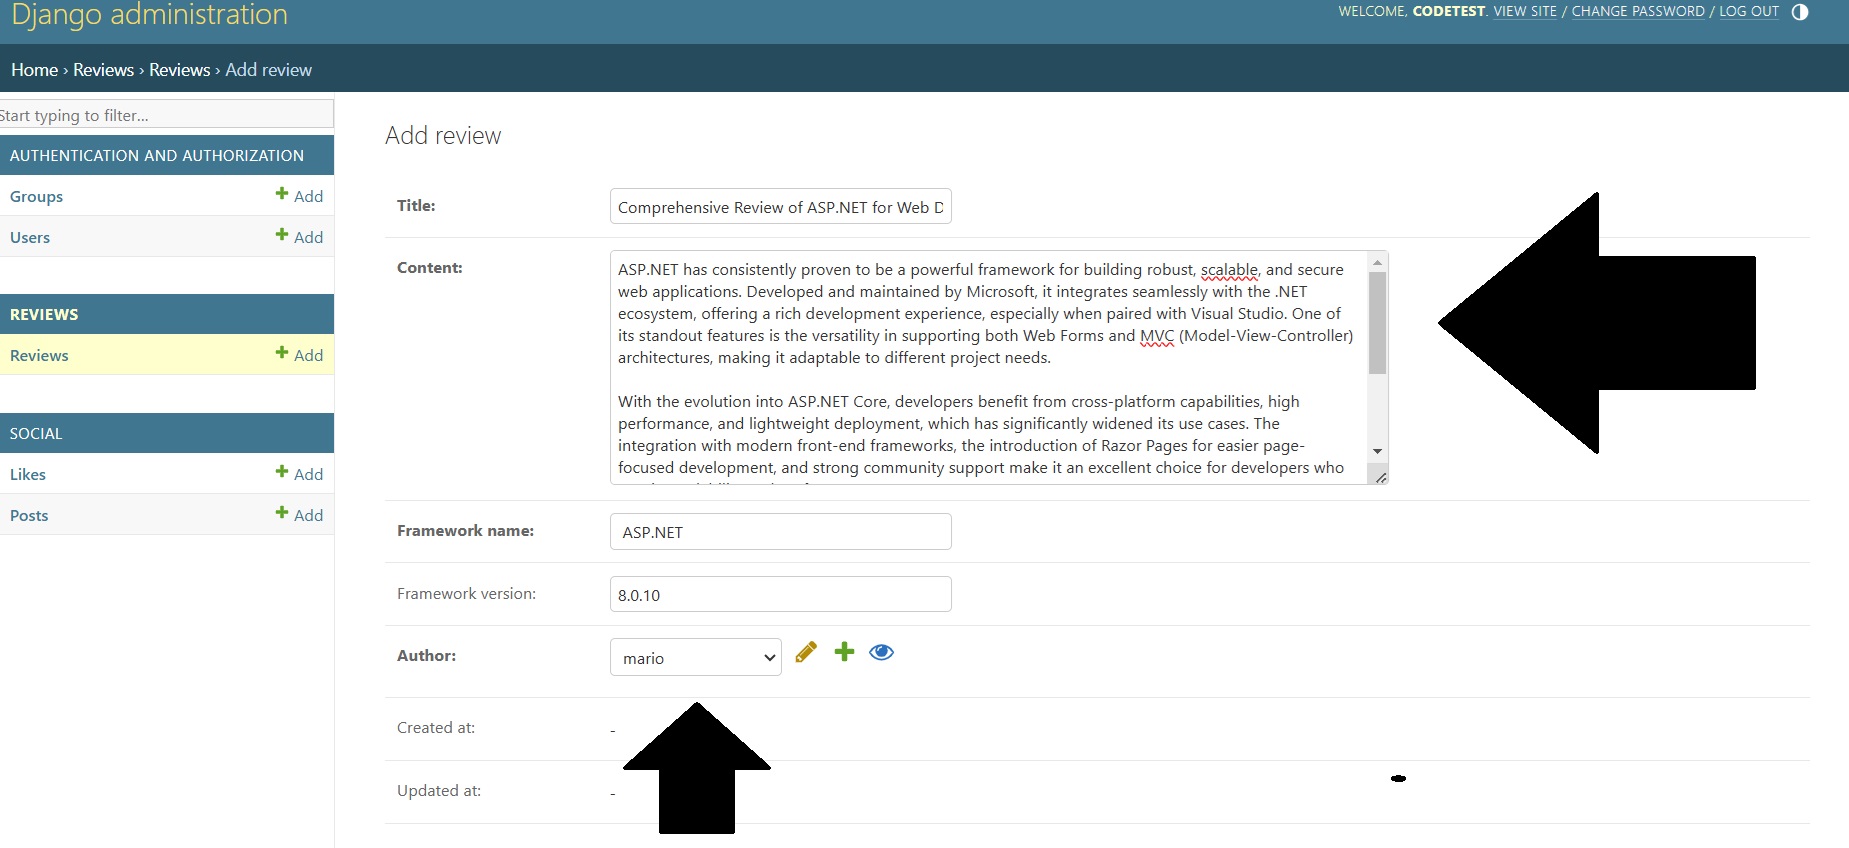 Django administration
WELCOME, CODETEST. VIEW SITE / CHANGE PASSWORD / LOG OUT
Home › Reviews › Reviews › Add review
Start typing to filter...
AUTHENTICATION AND AUTHORIZATION
Groups
Add
Users
Add
REVIEWS
Reviews
Add
SOCIAL
Likes
Add
Posts
Add
Add review
Title:
Comprehensive Review of ASP.NET for Web D
Content:
ASP.NET has consistently proven to be a powerful framework for building robust, scalable, and secure
web applications. Developed and maintained by Microsoft, it integrates seamlessly with the .NET
ecosystem, offering a rich development experience, especially when paired with Visual Studio. One of
its standout features is the versatility in supporting both Web Forms and MVC (Model-View-Controller)
architectures, making it adaptable to different project needs.
With the evolution into ASP.NET Core, developers benefit from cross-platform capabilities, high
performance, and lightweight deployment, which has significantly widened its use cases. The
integration with modern front-end frameworks, the introduction of Razor Pages for easier page-
focused development, and strong community support make it an excellent choice for developers who
Framework name:
ASP.NET
Framework version:
8.0.10
Author:
mario
Created at:
-
Updated at:
-